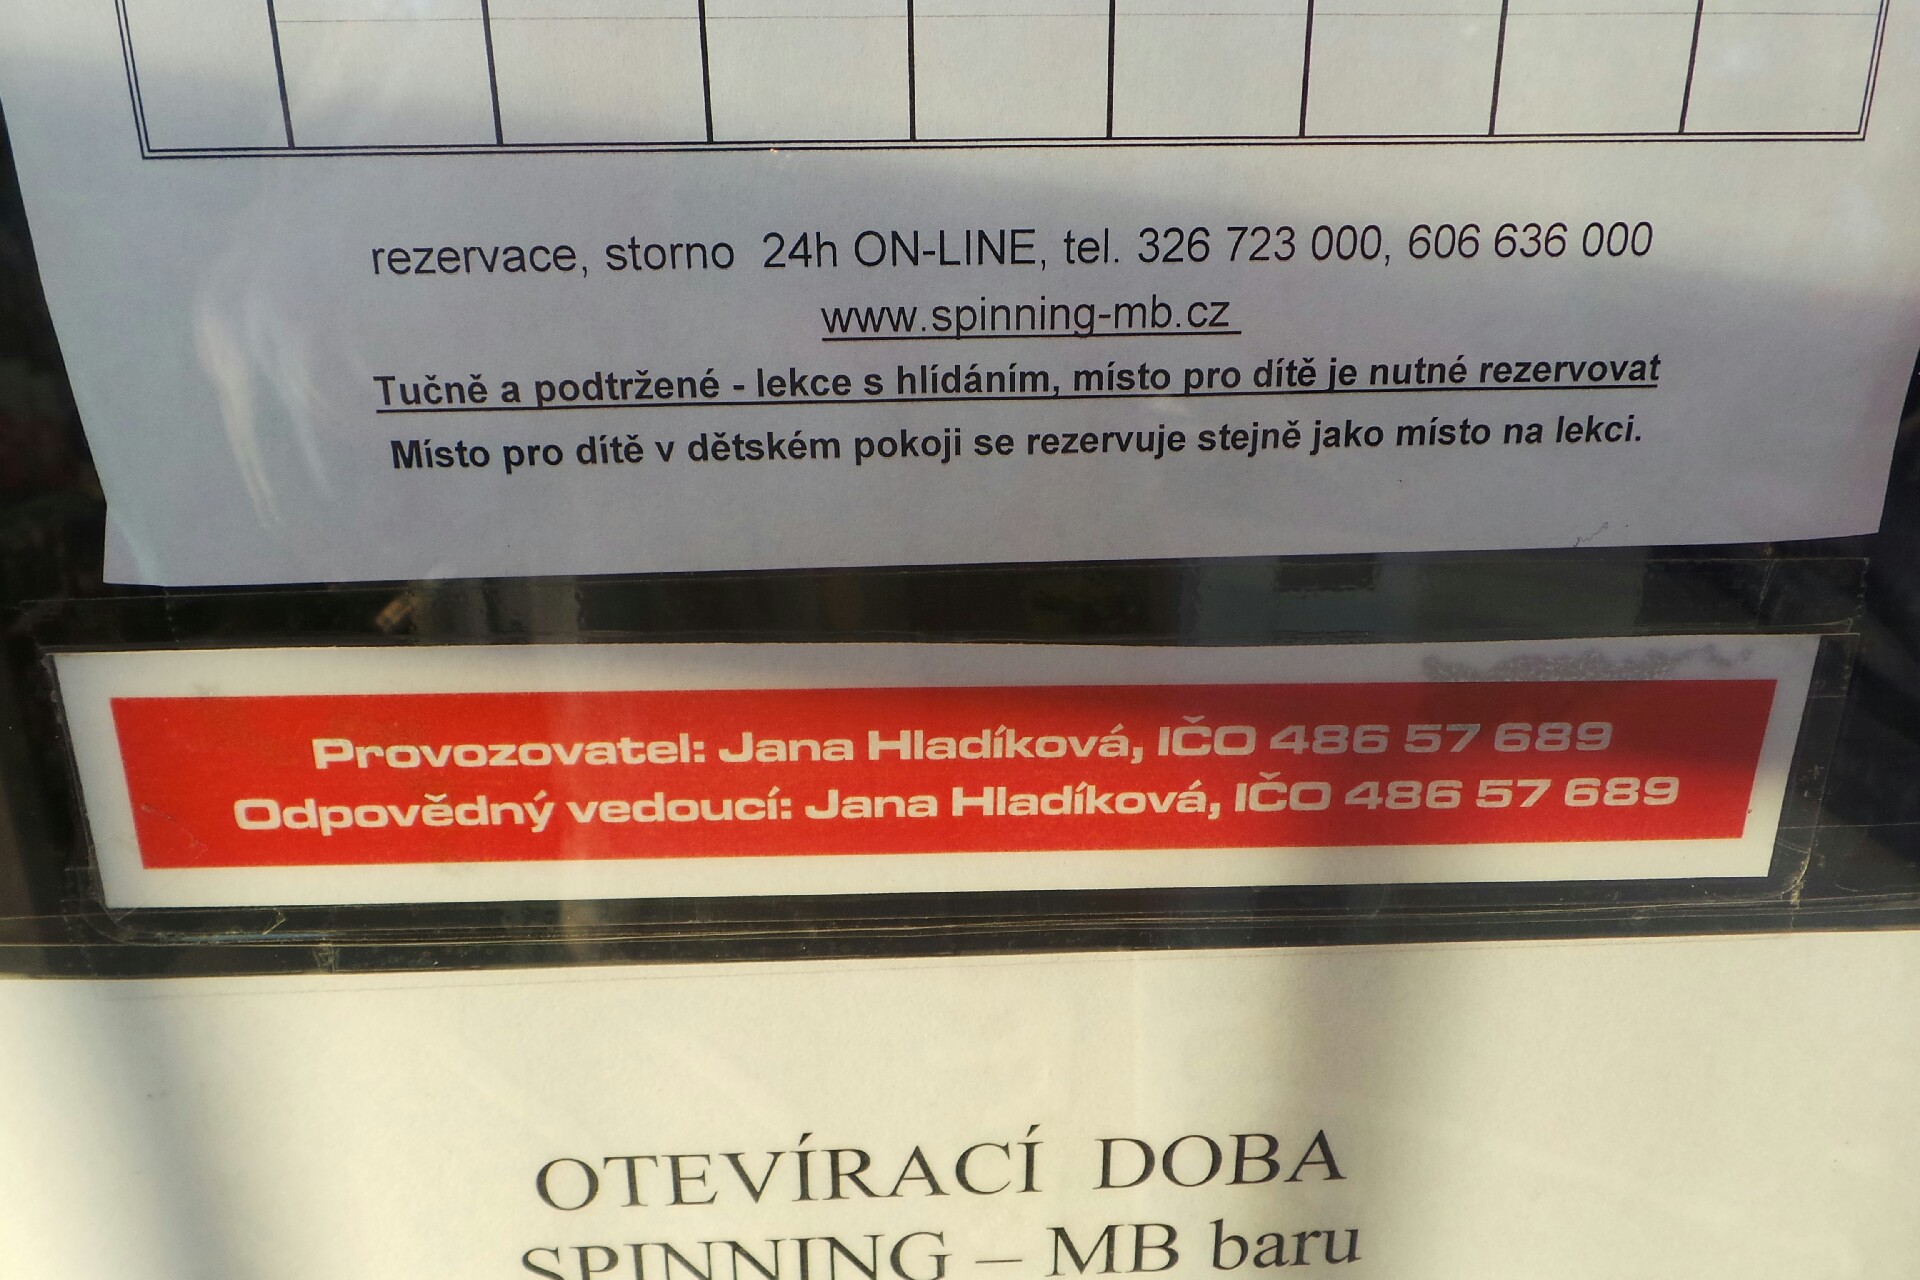 rezervace, storno 24h ON-LINE, tel. 326 723 000, 606 636 000
www.spinning-mb.cz
Tučně a podtržené - lekce s hlídáním, místo pro dítě je nutné rezervovat
Místo pro dítě v dětském pokoji se rezervuje stejně jako místo na lekci.
Provozovatel: Jana Hladíková, IČO 486 57 689
Odpovědný vedoucí: Jana Hladíková, IČO 486 57 689
OTEVÍRACÍ DOBA
SPINNING – MB baru